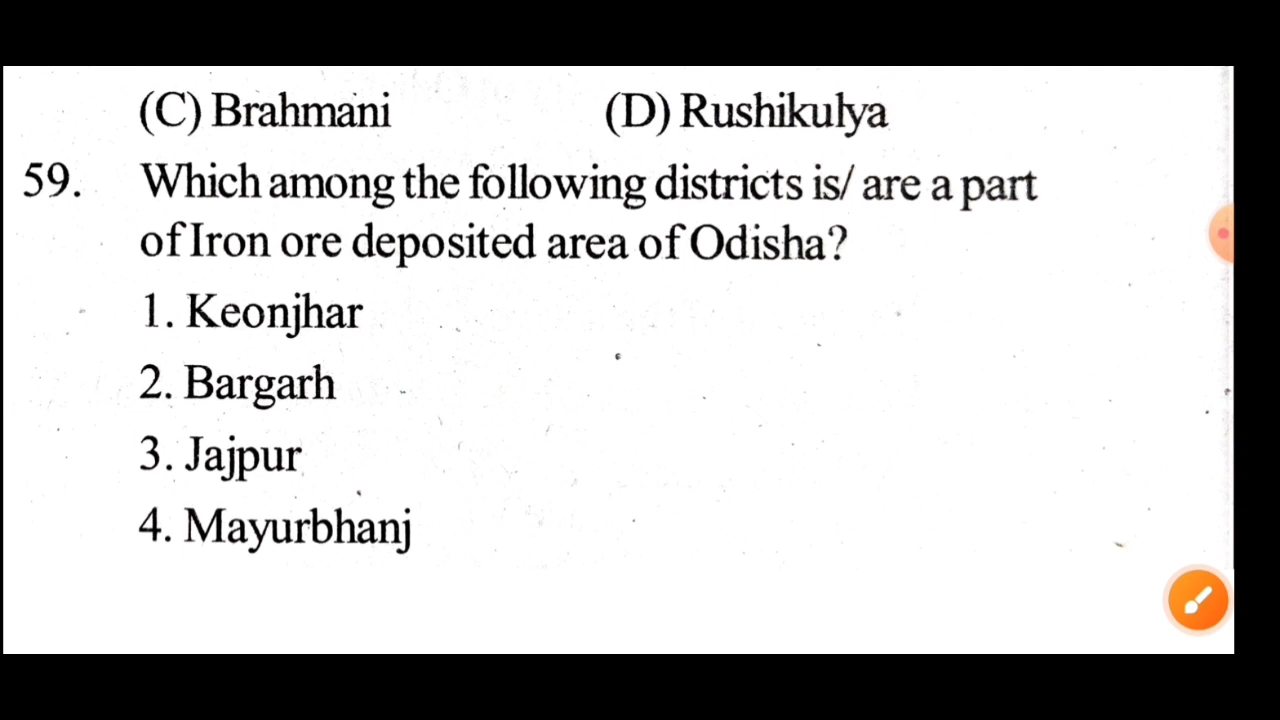 (C) Brahmani (D) Rushikulya
59. Which among the following districts is/ are a part
of Iron ore deposited area of Odisha?
1. Keonjhar
2. Bargarh
3. Jajpur
4. Mayurbhanj